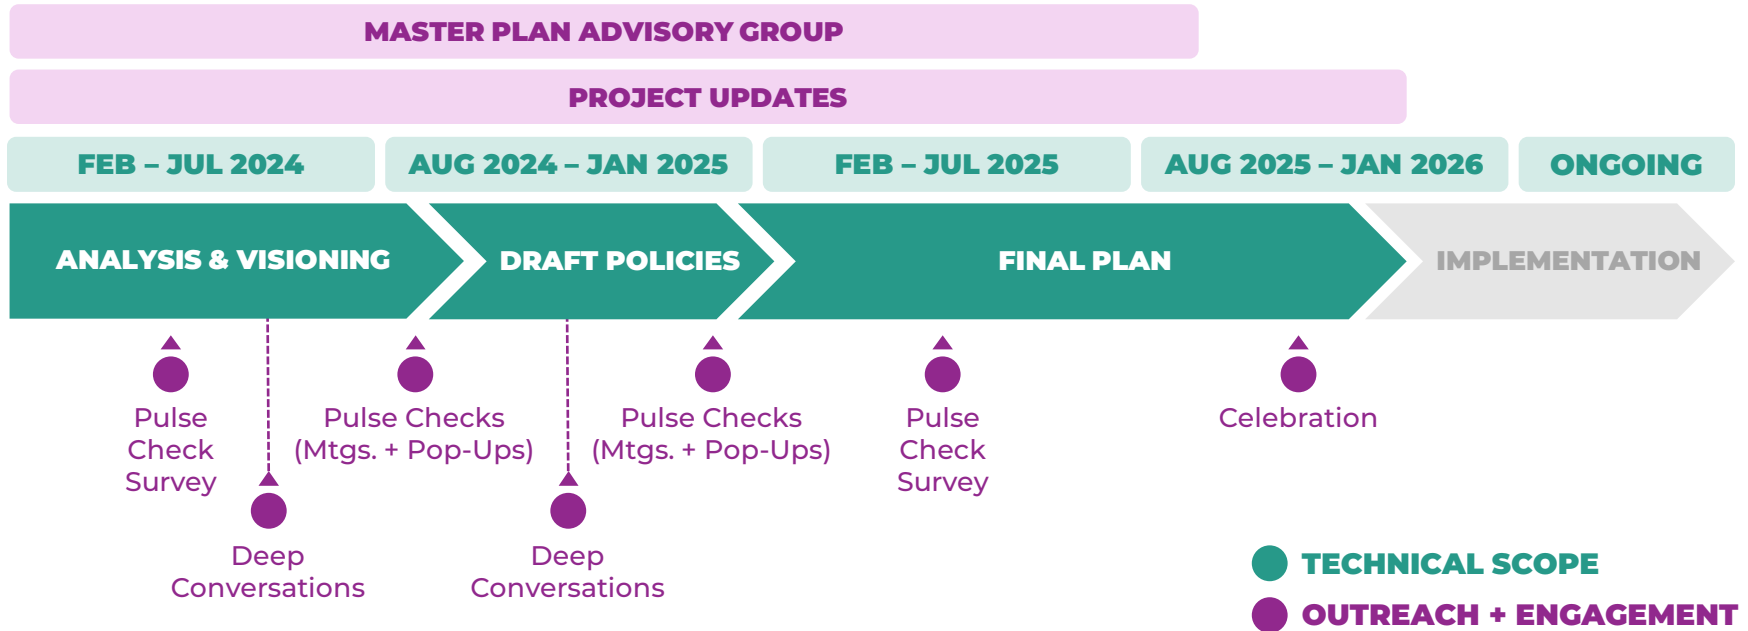 MASTER PLAN ADVISORY GROUP
PROJECT UPDATES
FEB – JUL 2024
AUG 2024 – JAN 2025
FEB – JUL 2025
AUG 2025 – JAN 2026
ONGOING
ANALYSIS & VISIONING
DRAFT POLICIES
FINAL PLAN
IMPLEMENTATION
Pulse
Check
Survey
Deep
Conversations
Pulse Checks
(Mtgs. + Pop-Ups)
Deep
Conversations
Pulse Checks
(Mtgs. + Pop-Ups)
Pulse
Check
Survey
Celebration
TECHNICAL SCOPE
OUTREACH + ENGAGEMENT